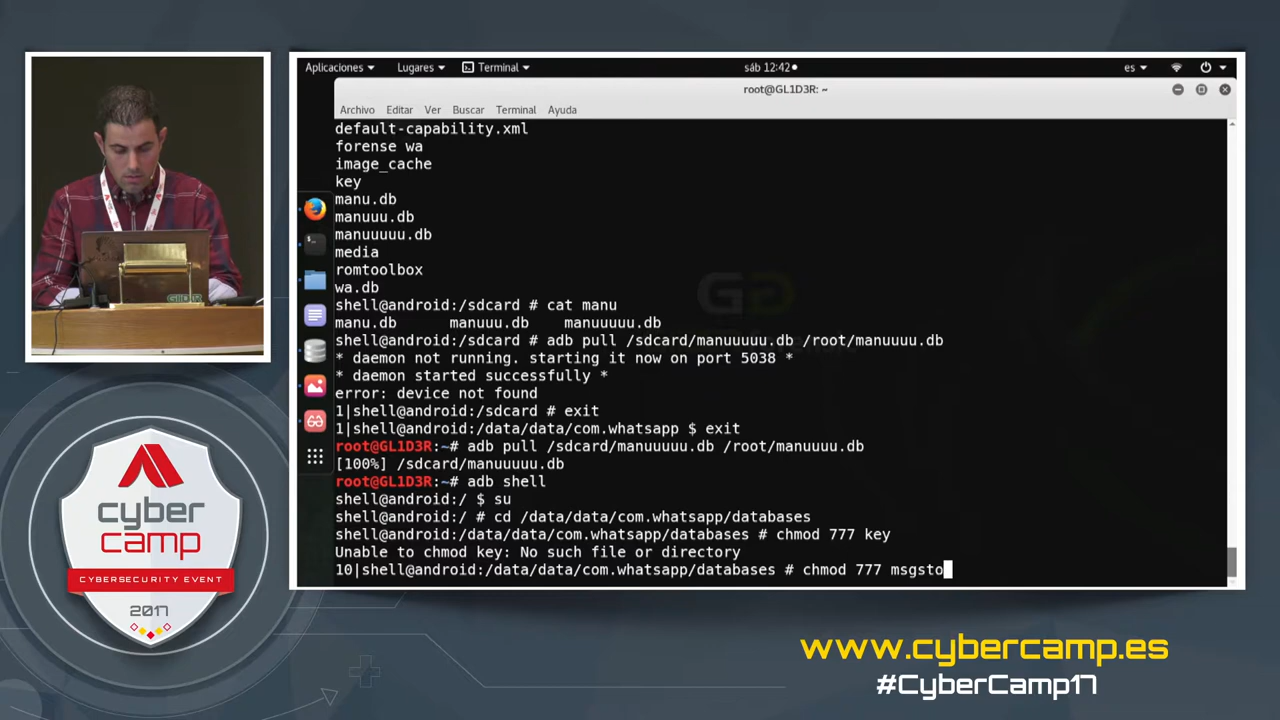 Aplicaciones Lugares Terminal sáb 12:42 es
root@GL1D3R: ~
Archivo Editar Ver Buscar Terminal Ayuda
default-capability.xml
forense wa
image_cache
key
manu.db
manuuu.db
manuuuuu.db
media
romtoolbox
wa.db
shell@android:/sdcard # cat manu
manu.db manuuu.db manuuuuu.db
shell@android:/sdcard # adb pull /sdcard/manuuuuu.db /root/manuuuu.db
* daemon not running. starting it now on port 5038 *
* daemon started successfully *
error: device not found
1|shell@android:/sdcard # exit
1|shell@android:/data/data/com.whatsapp $ exit
root@GL1D3R:~# adb pull /sdcard/manuuuuu.db /root/manuuuu.db
[100%] /sdcard/manuuuuu.db
root@GL1D3R:~# adb shell
shell@android:/ $ su
shell@android:/ # cd /data/data/com.whatsapp/databases
shell@android:/data/data/com.whatsapp/databases # chmod 777 key
Unable to chmod key: No such file or directory
10|shell@android:/data/data/com.whatsapp/databases # chmod 777 msgsto
cyber
camp
CYBERSECURITY EVENT
2017
www.cybercamp.es
#CyberCamp17